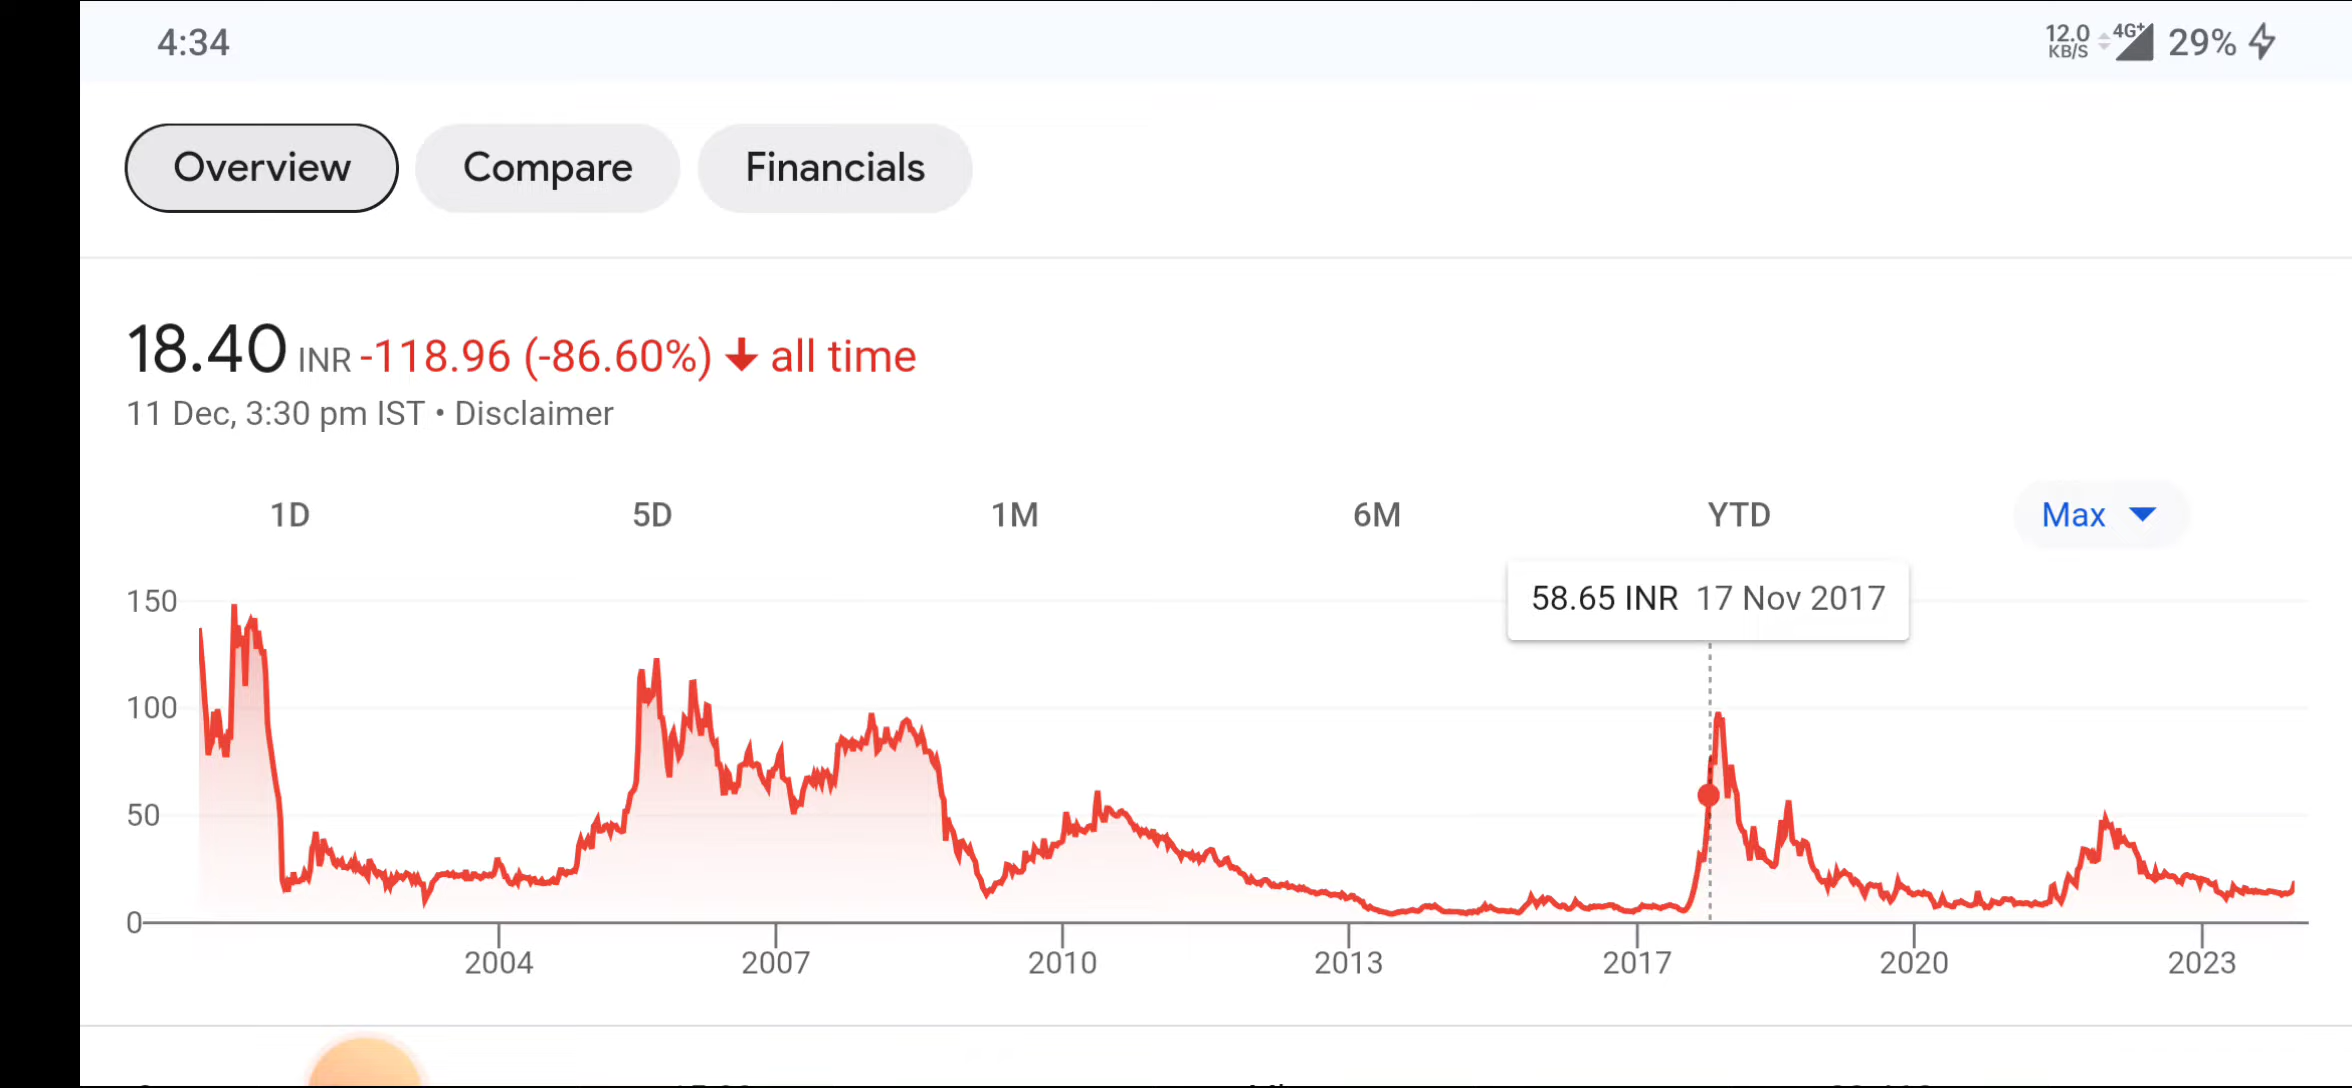 4:34
12.0 KB/S 4G+ 29%
Overview Compare Financials
18.40 INR -118.96 (-86.60%) ↓ all time
11 Dec, 3:30 pm IST • Disclaimer
1D 5D 1M 6M YTD Max
58.65 INR 17 Nov 2017
150
100
50
0
2004 2007 2010 2013 2017 2020 2023